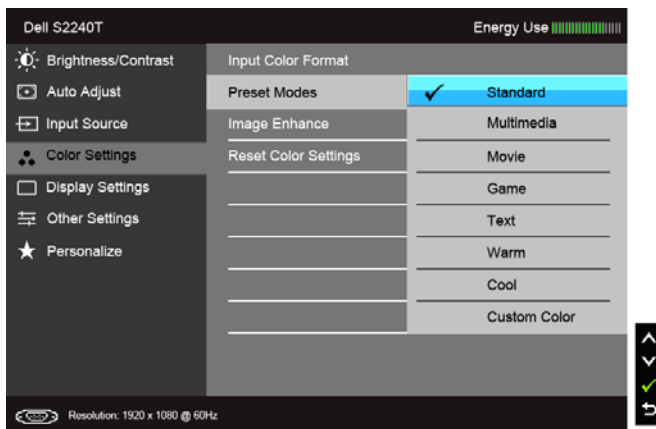 Dell S2240T
Energy Use
Brightness/Contrast
Auto Adjust
Input Source
Color Settings
Display Settings
Other Settings
Personalize
Input Color Format
Preset Modes
Image Enhance
Reset Color Settings
Standard
Multimedia
Movie
Game
Text
Warm
Cool
Custom Color
Resolution: 1920 x 1080 @ 60Hz